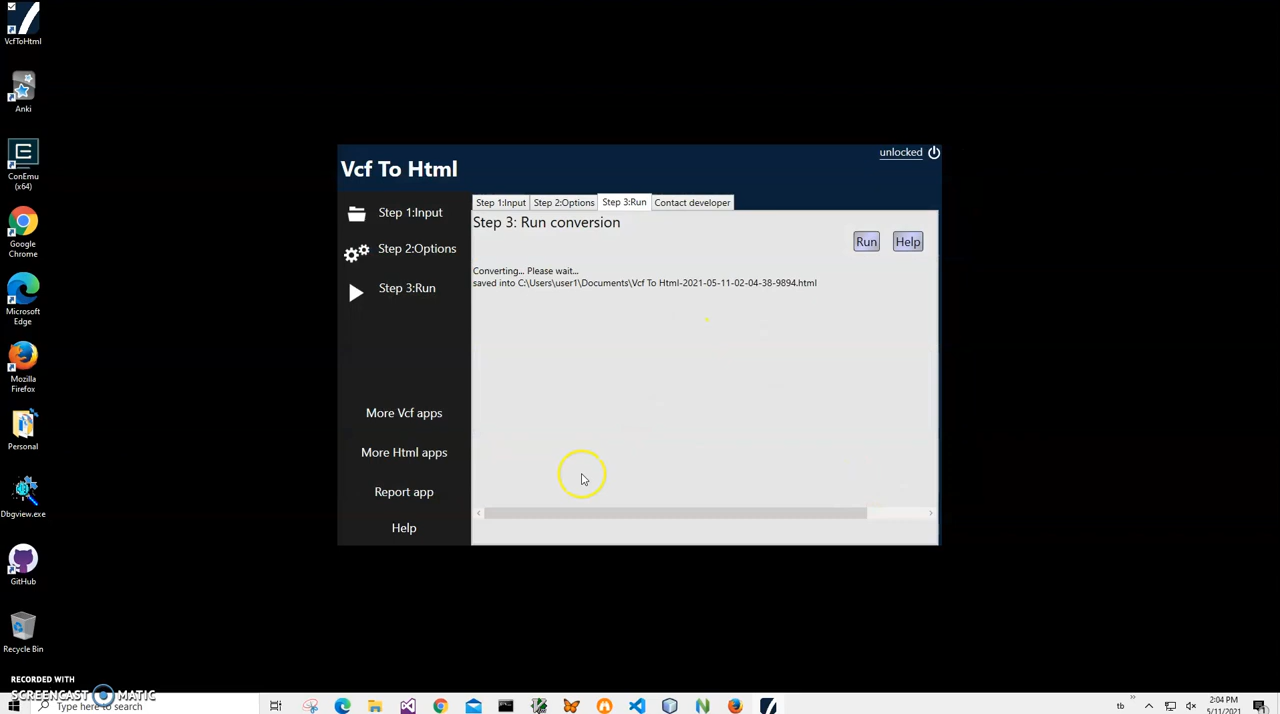 VcfToHtml
Anki
ConEmu
(x64)
Google
Chrome
Microsoft
Edge
Mozilla
Firefox
Personal
Dbgview.exe
GitHub
Recycle Bin
Vcf To Html
unlocked
Step 1:Input
Step 2:Options
Step 3:Run
More Vcf apps
More Html apps
Report app
Help
Step 1:Input Step 2:Options Step 3:Run Contact developer
Step 3: Run conversion
Run Help
Converting... Please wait...
saved into C:\Users\user1\Documents\Vcf To Html-2021-05-11-02-04-38-9894.html
RECORDED WITH
SCREENCAST MATIC
Type here to search
tb
2:04 PM
5/11/2021